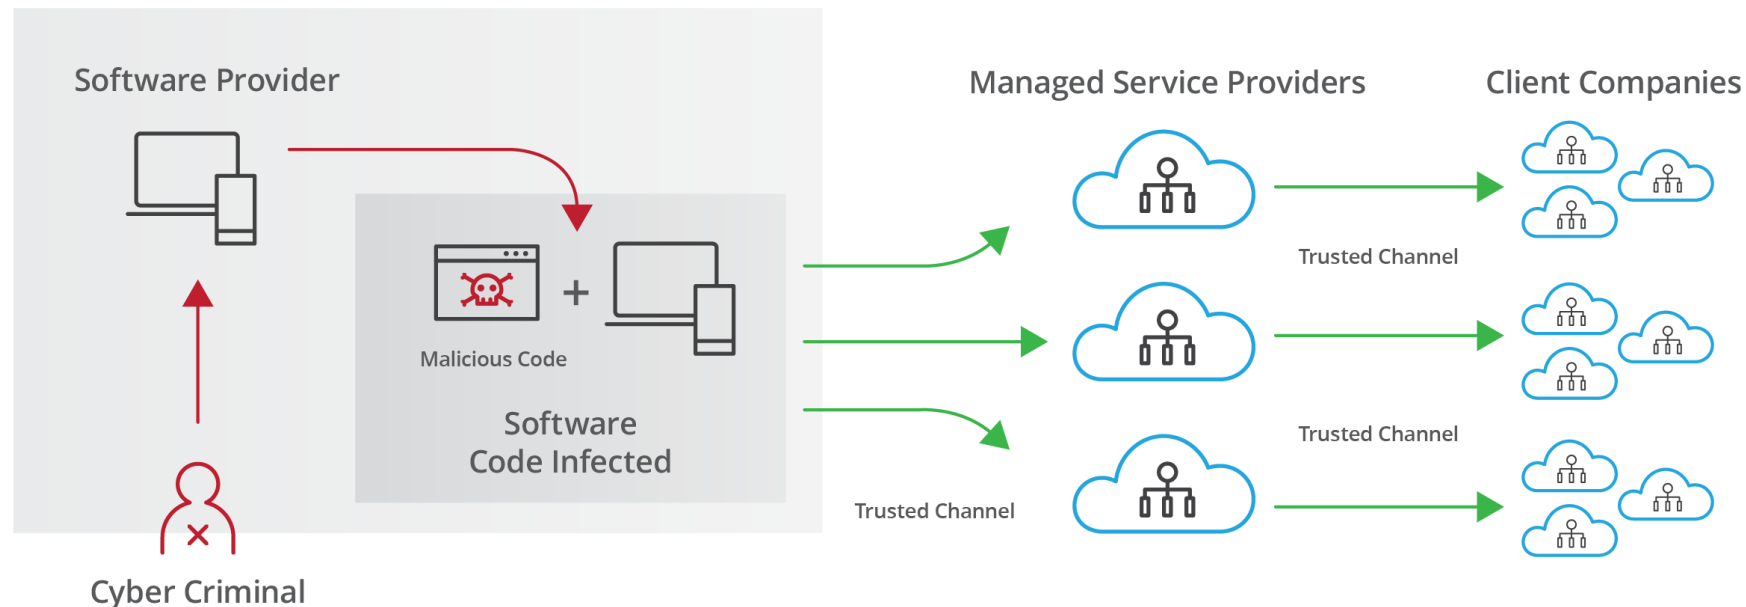 Software Provider
Managed Service Providers
Client Companies
Trusted Channel
Malicious Code
+
Software
Code Infected
Trusted Channel
Trusted Channel
Cyber Criminal